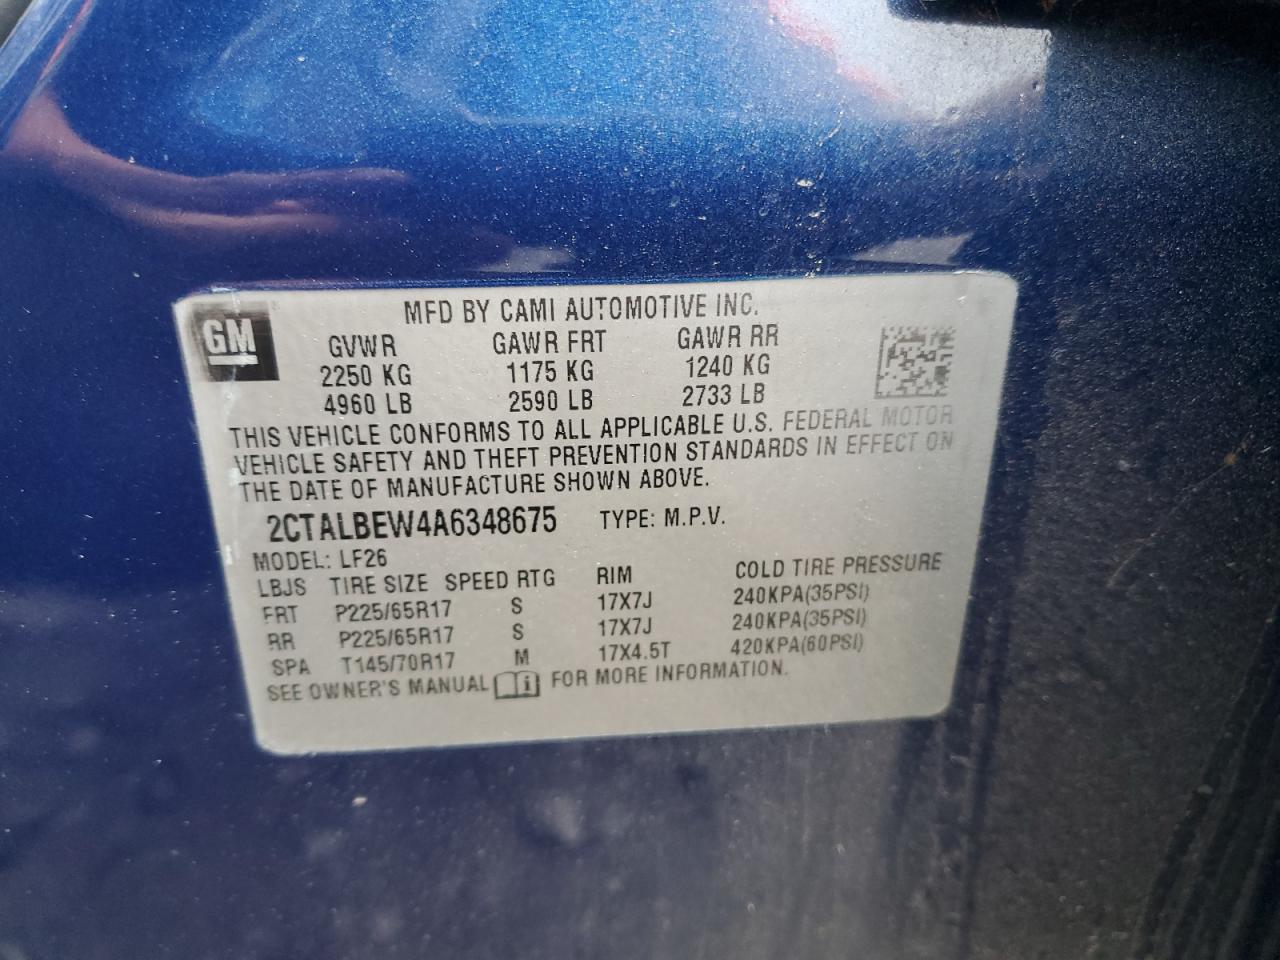 MFD BY CAMI AUTOMOTIVE INC.
GM
GVWR GAWR FRT GAWR RR
2250 KG 1175 KG 1240 KG
4960 LB 2590 LB 2733 LB
THIS VEHICLE CONFORMS TO ALL APPLICABLE U.S. FEDERAL MOTOR
VEHICLE SAFETY AND THEFT PREVENTION STANDARDS IN EFFECT ON
THE DATE OF MANUFACTURE SHOWN ABOVE.
2CTALBEW4A6348675 TYPE: M.P.V.
MODEL: LF26
LBJS TIRE SIZE SPEED RTG RIM COLD TIRE PRESSURE
FRT P225/65R17 S 17X7J 240KPA(35PSI)
RR P225/65R17 S 17X7J 240KPA(35PSI)
SPA T145/70R17 M 17X4.5T 420KPA(60PSI)
SEE OWNER'S MANUAL i FOR MORE INFORMATION.